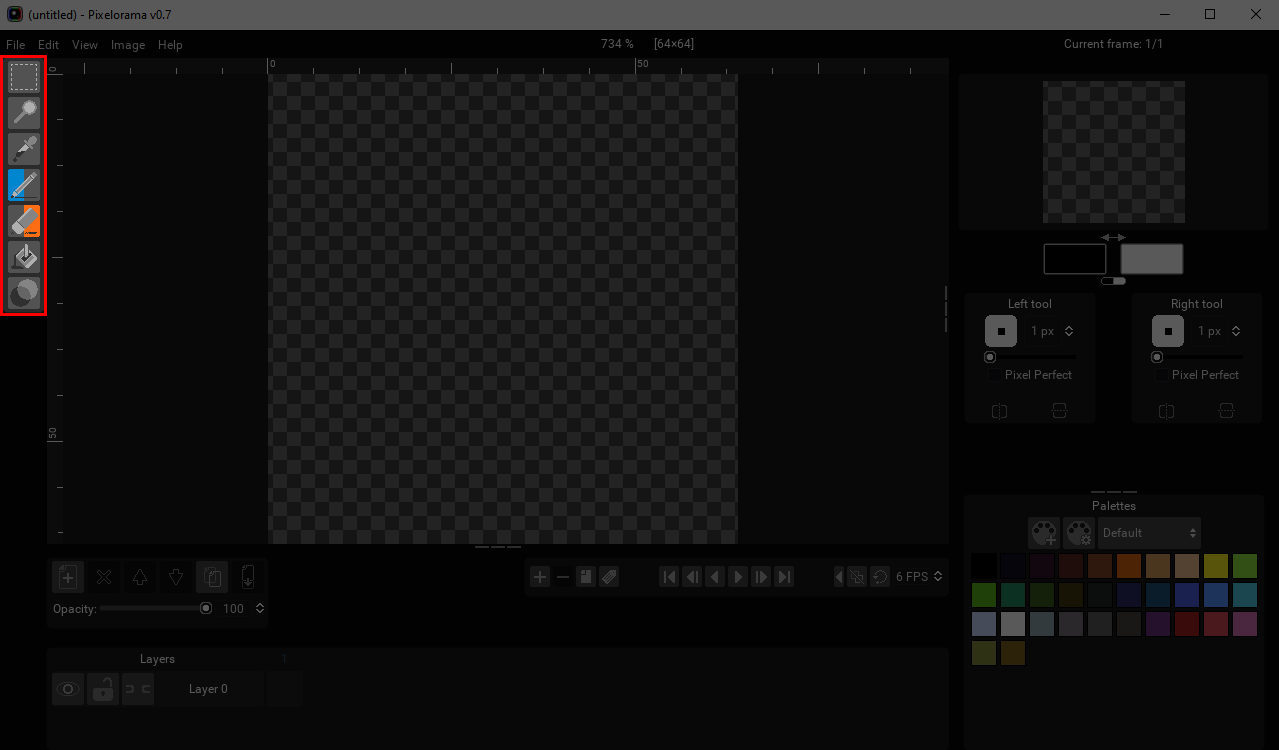 (untitled) - Pixelorama v0.7
File Edit View Image Help
734 % [64×64]
Current frame: 1/1
0
0 50
50
Left tool
1 px
Pixel Perfect
Right tool
1 px
Pixel Perfect
Palettes
Default
6 FPS
Opacity: 100
Layers 1
Layer 0